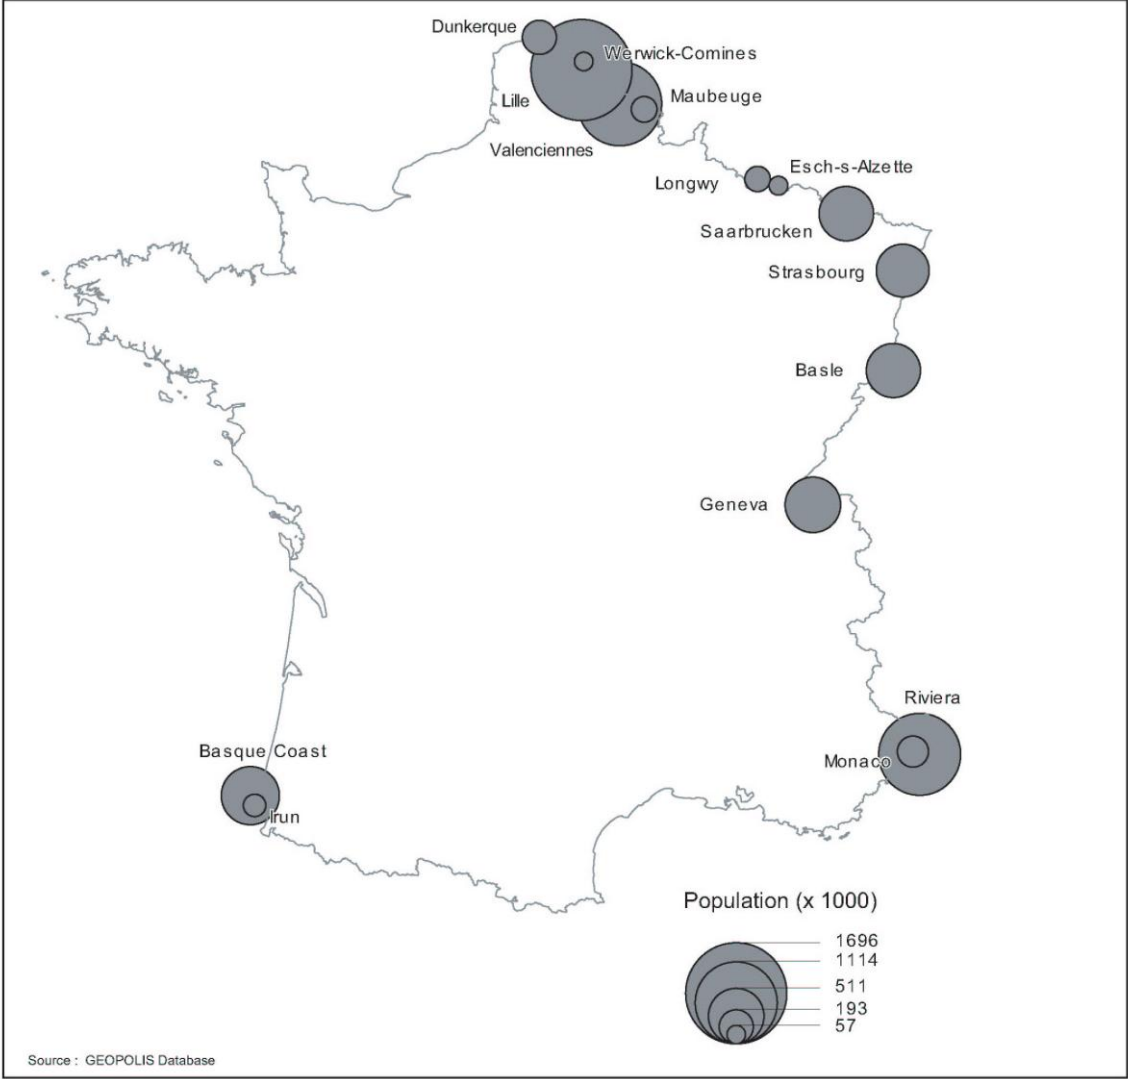 Dunkerque
Werwick-Comines
Lille
Maubeuge
Valenciennes
Longwy
Esch-s-Alzette
Saarbrucken
Strasbourg
Basle
Geneva
Riviera
Monaco
Basque Coast
Irun
Population (x 1000)
1696
1114
511
193
57
Source : GEOPOLIS Database